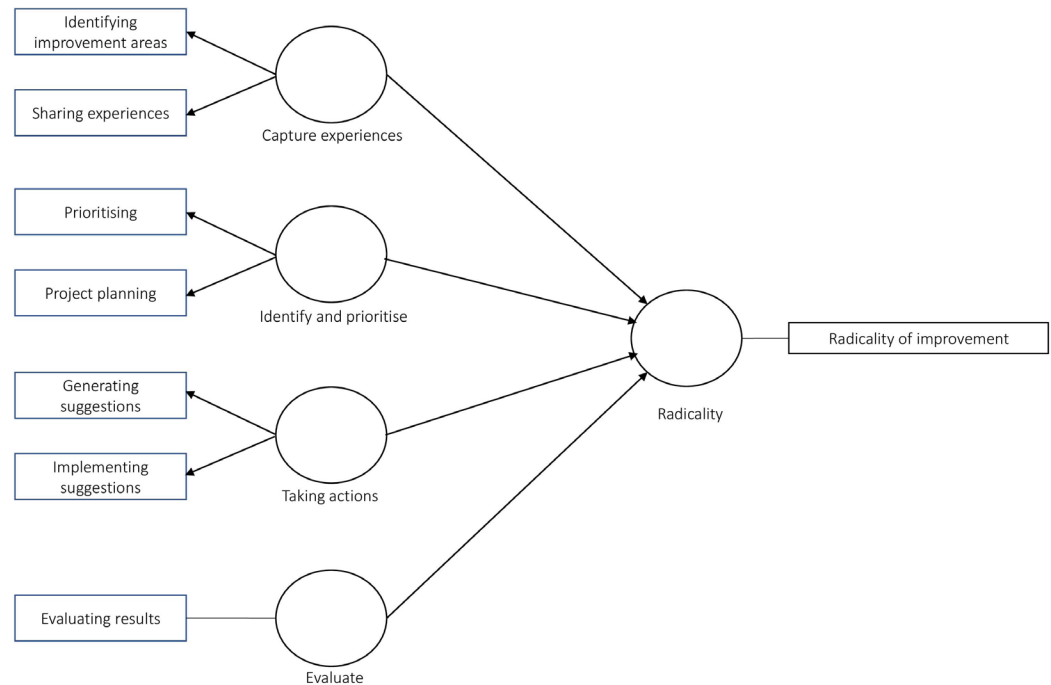 Identifying
improvement areas
Sharing experiences
Capture experiences
Prioritising
Project planning
Identify and prioritise
Generating
suggestions
Implementing
suggestions
Taking actions
Evaluating results
Evaluate
Radicality
Radicality of improvement